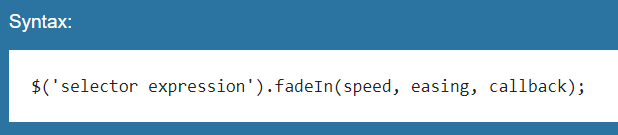 Syntax:
$('selector expression').fadeIn(speed, easing, callback);